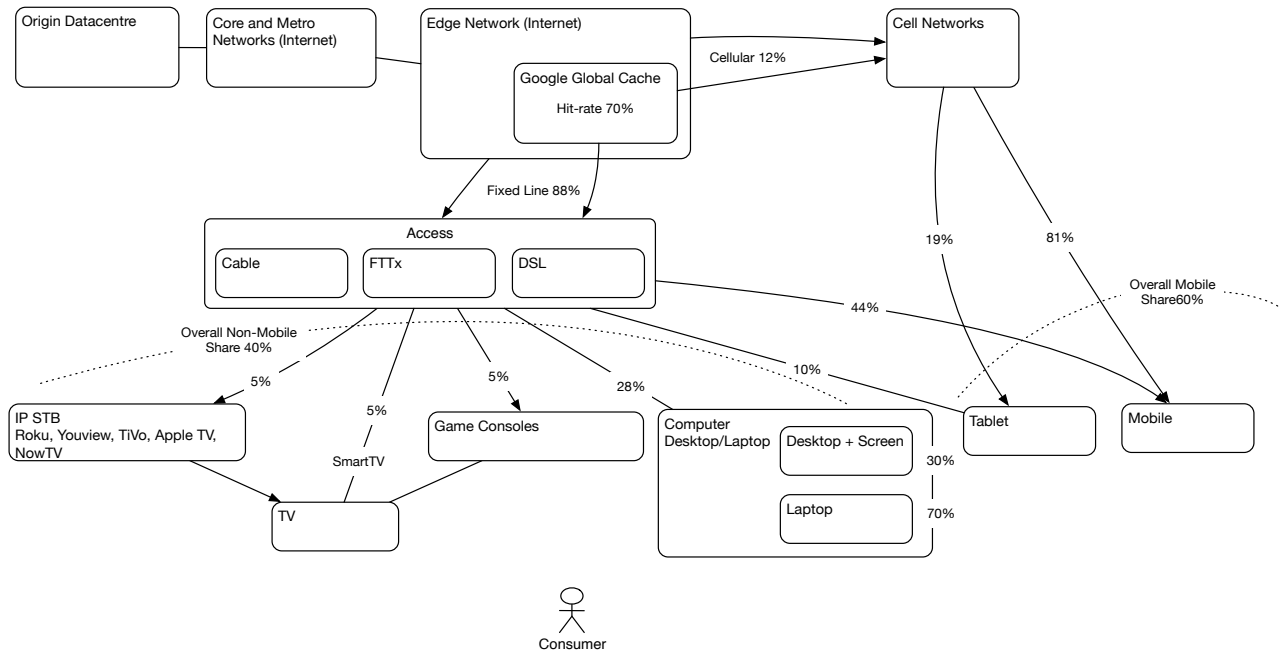 Origin Datacentre
Core and Metro
Networks (Internet)
Edge Network (Internet)
Cell Networks
Cellular 12%
Google Global Cache
Hit-rate 70%
Fixed Line 88%
Access
Cable
FTTx
DSL
19%
81%
Overall Mobile
Share60%
44%
Overall Non-Mobile
Share 40%
5%
5%
5%
28%
10%
SmartTV
IP STB
Roku, Youview, TiVo, Apple TV,
NowTV
Game Consoles
Computer
Desktop/Laptop
Desktop + Screen
30%
Laptop
70%
Tablet
Mobile
TV
Consumer